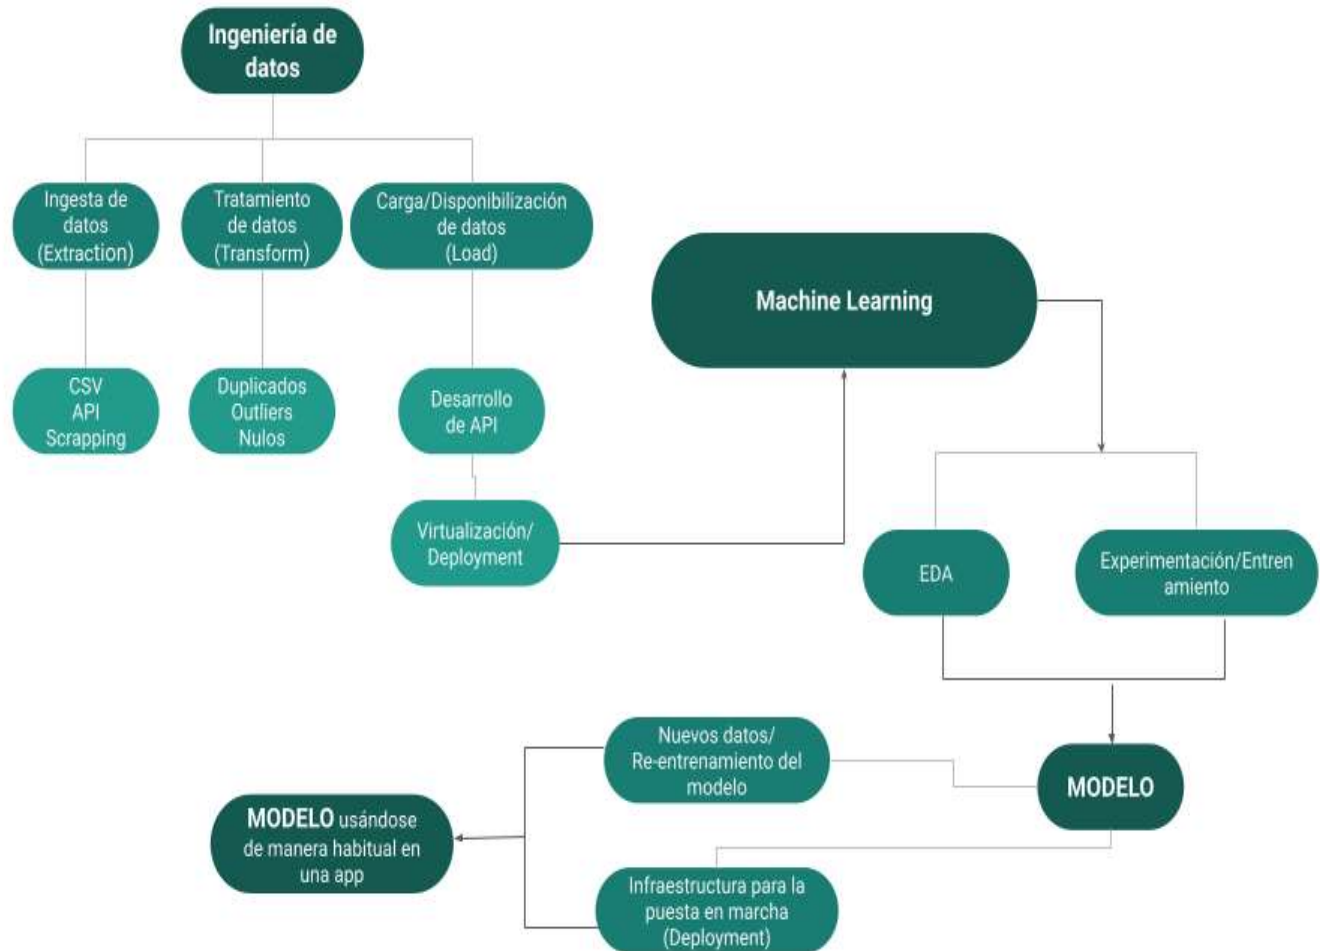 Ingeniería de
datos
Ingesta de
datos
(Extraction)
Tratamiento
de datos
(Transform)
Carga/Disponibilización
de datos
(Load)
CSV
API
Scrapping
Duplicados
Outliers
Nulos
Desarrollo
de API
Virtualización/
Deployment
Machine Learning
EDA
Experimentación/Entren
amiento
MODELO
Nuevos datos/
Re-entrenamiento del
modelo
Infraestructura para la
puesta en marcha
(Deployment)
MODELO usándose
de manera habitual en
una app